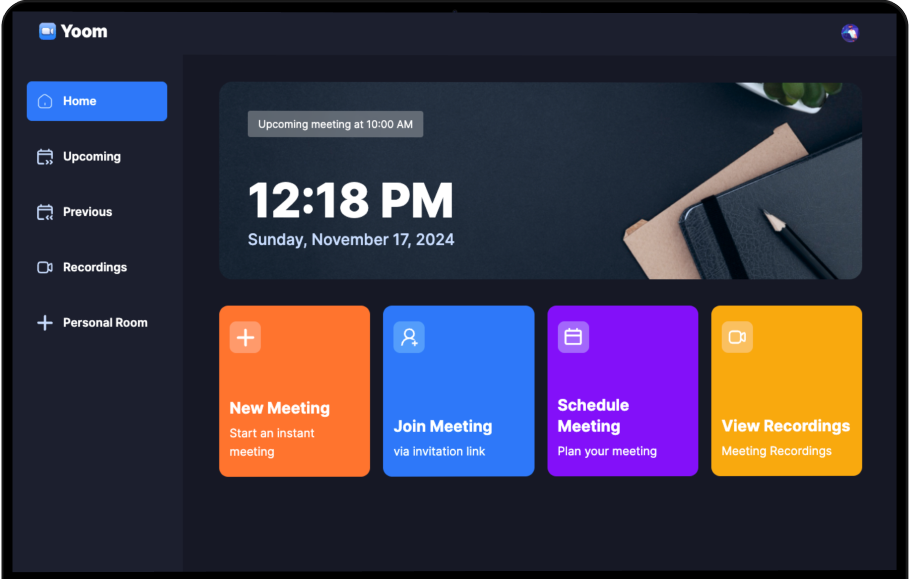 Yoom
Home
Upcoming
Previous
Recordings
Personal Room
Upcoming meeting at 10:00 AM
12:18 PM
Sunday, November 17, 2024
New Meeting
Start an instant
meeting
Join Meeting
via invitation link
Schedule
Meeting
Plan your meeting
View Recordings
Meeting Recordings